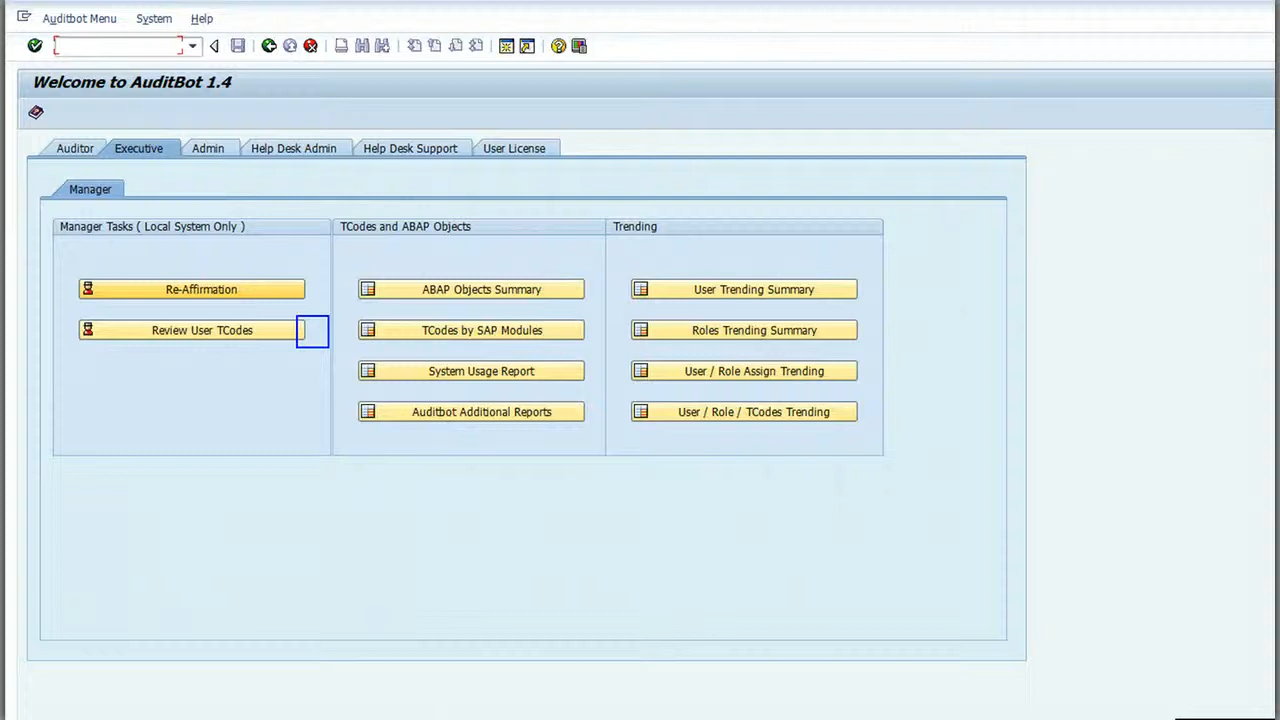 Auditbot Menu System Help
Welcome to AuditBot 1.4
Auditor Executive Admin Help Desk Admin Help Desk Support User License
Manager
Manager Tasks ( Local System Only ) TCodes and ABAP Objects Trending
Re-Affirmation ABAP Objects Summary User Trending Summary
Review User TCodes TCodes by SAP Modules Roles Trending Summary
System Usage Report User / Role Assign Trending
Auditbot Additional Reports User / Role / TCodes Trending